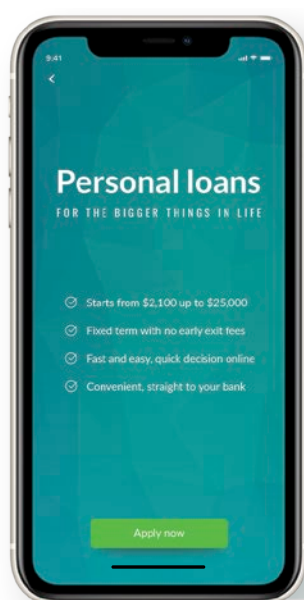 9:41
Personal loans
FOR THE BIGGER THINGS IN LIFE
Starts from $2,100 up to $25,000
Fixed term with no early exit fees
Fast and easy, quick decision online
Convenient, straight to your bank
Apply now